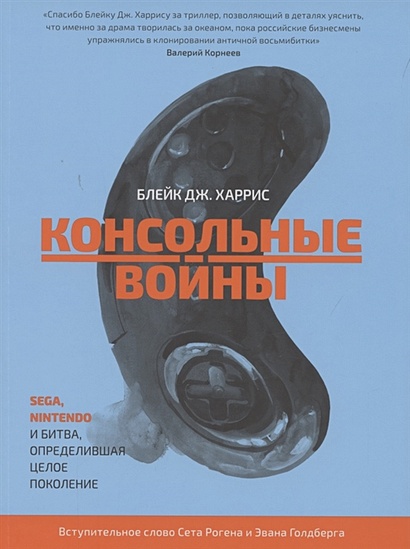 «Спасибо Блейку Дж. Харрису за триллер, позволяющий в деталях уяснить,
что именно за драма творилась за океаном, пока российские бизнесмены
упражнялись в клонировании античной восьмибитки»
Валерий Корнеев
БЛЕЙК ДЖ. ХАРРИС
КОНСОЛЬНЫЕ
ВОЙНЫ
SEGA,
NINTENDO
И БИТВА,
ОПРЕДЕЛИВШАЯ
ЦЕЛОЕ
ПОКОЛЕНИЕ
Вступительное слово Сета Рогена и Эвана Голдберга